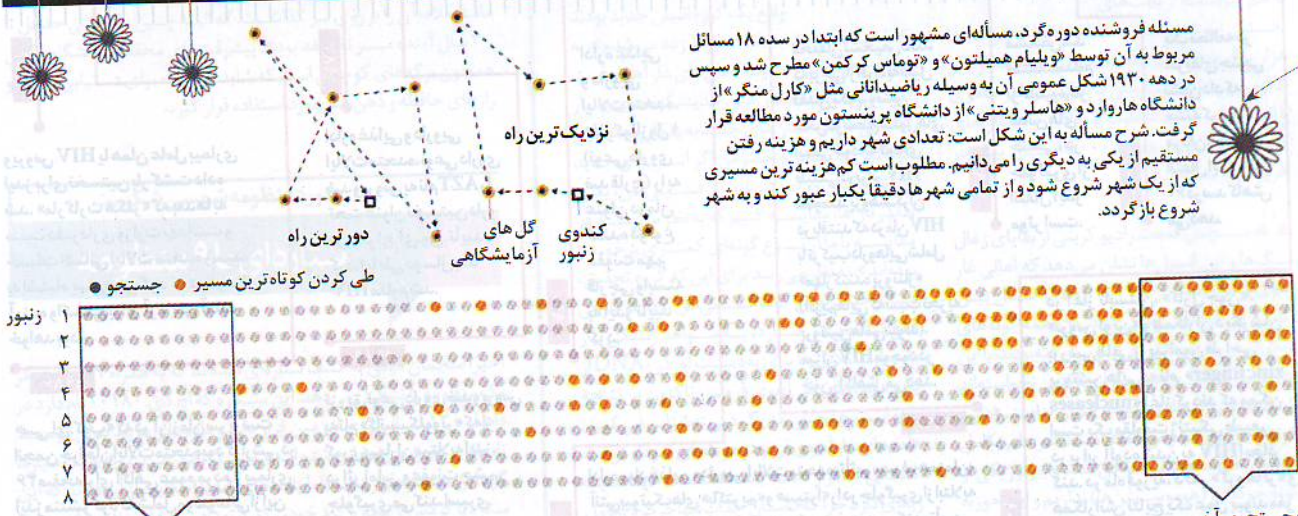 مسئله فروشنده دوره‌گرد، مسأله‌ای مشهور است که ابتدا در سده ۱۸ مسائل
مربوط به آن توسط «ویلیام همیلتون» و «توماس کرکمن» مطرح شد و سپس
در دهه ۱۹۳۰ شکل عمومی آن به وسیله ریاضیدانانی مثل «کارل منگر» از
دانشگاه هاروارد و «هاسلر ویتنی» از دانشگاه پرینستون مورد مطالعه قرار
گرفت. شرح مسأله به این شکل است: تعدادی شهر داریم و هزینه رفتن
مستقیم از یکی به دیگری را می‌دانیم. مطلوب است کم‌هزینه‌ترین مسیری
که از یک شهر شروع شود و از تمامی شهرها دقیقاً یکبار عبور کند و به شهر
شروع بازگردد.
نزدیک‌ترین راه
کندوی
زنبور
گل‌های
آزمایشگاهی
دورترین راه
طی کردن کوتاه‌ترین مسیر
جستجو
زنبور
۱
۲
۳
۴
۵
۶
۷
۸